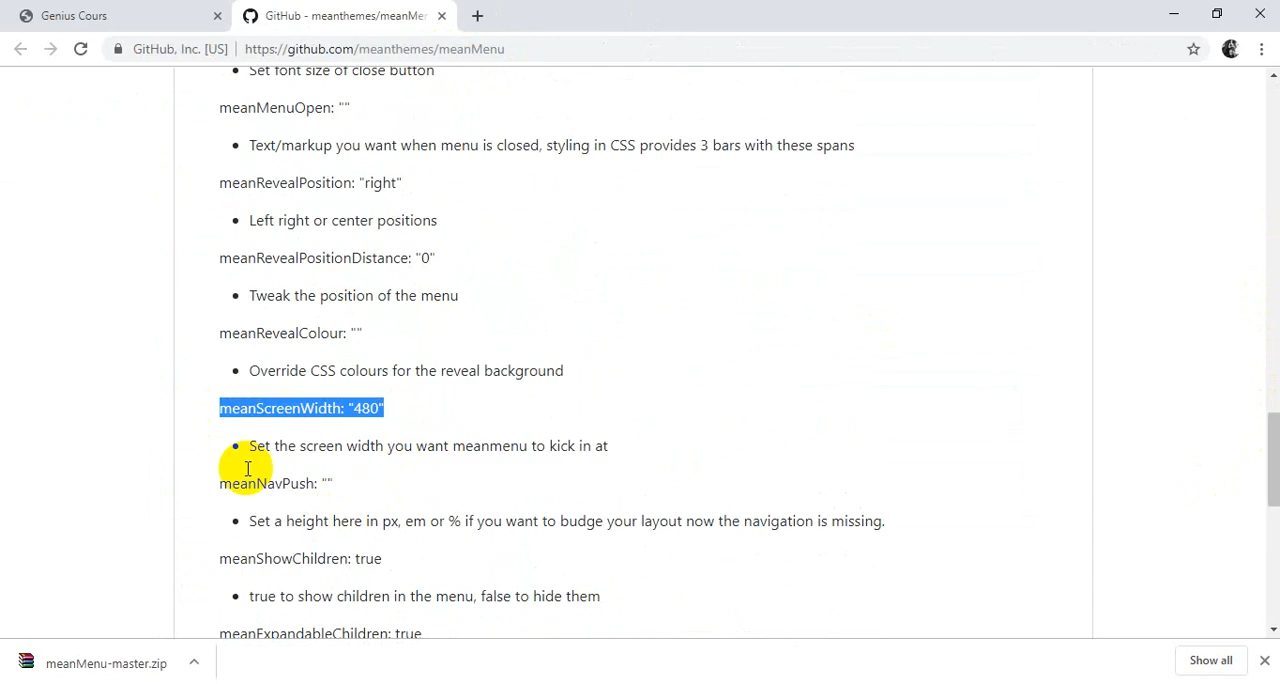 Genius Cours
GitHub - meanthemes/meanMer
GitHub, Inc. [US]
https://github.com/meanthemes/meanMenu
Set font size of close button
meanMenuOpen: ""
Text/markup you want when menu is closed, styling in CSS provides 3 bars with these spans
meanRevealPosition: "right"
Left right or center positions
meanRevealPositionDistance: "0"
Tweak the position of the menu
meanRevealColour: ""
Override CSS colours for the reveal background
meanScreenWidth: "480"
Set the screen width you want meanmenu to kick in at
meanNavPush: ""
Set a height here in px, em or % if you want to budge your layout now the navigation is missing.
meanShowChildren: true
true to show children in the menu, false to hide them
meanExpandableChildren: true
meanMenu-master.zip
Show all